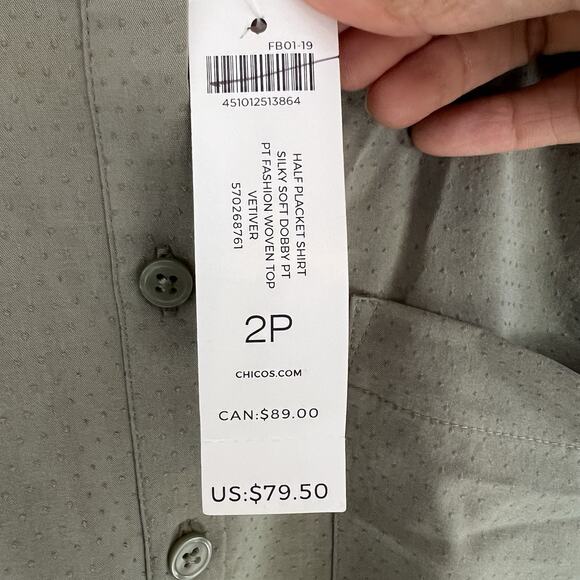 FB01-19
451012513864
HALF PLACKET SHIRT
SILKY SOFT DOBBY PT
PT FASHION WOVEN TOP
VETIVER
570268761
2P
CHICOS.COM
CAN:$89.00
US:$79.50